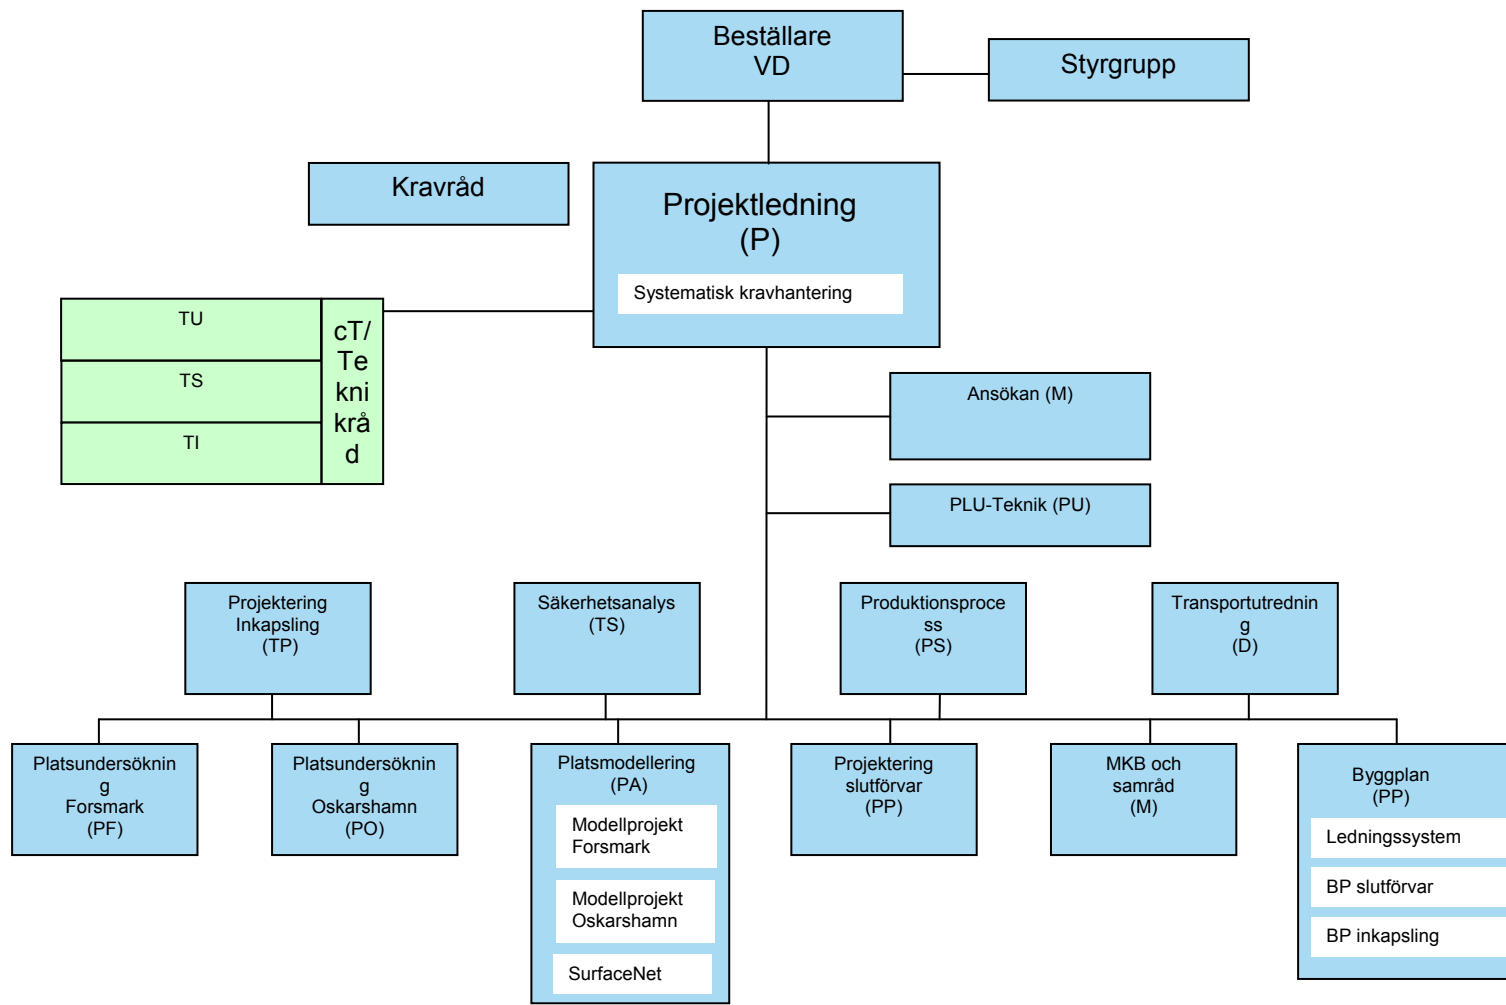 Beställare
VD
Styrgrupp
Kravråd
Projektledning
(P)
Systematisk kravhantering
TU
TS
TI
cT/
Te
kni
krå
d
Ansökan (M)
PLU-Teknik (PU)
Projektering
Inkapsling
(TP)
Säkerhetsanalys
(TS)
Produktionsproce
ss
(PS)
Transportutrednin
g
(D)
Platsundersöknin
g
Forsmark
(PF)
Platsundersöknin
g
Oskarshamn
(PO)
Platsmodellering
(PA)
Modellprojekt
Forsmark
Modellprojekt
Oskarshamn
SurfaceNet
Projektering
slutförvar
(PP)
MKB och
samråd
(M)
Byggplan
(PP)
Ledningssystem
BP slutförvar
BP inkapsling